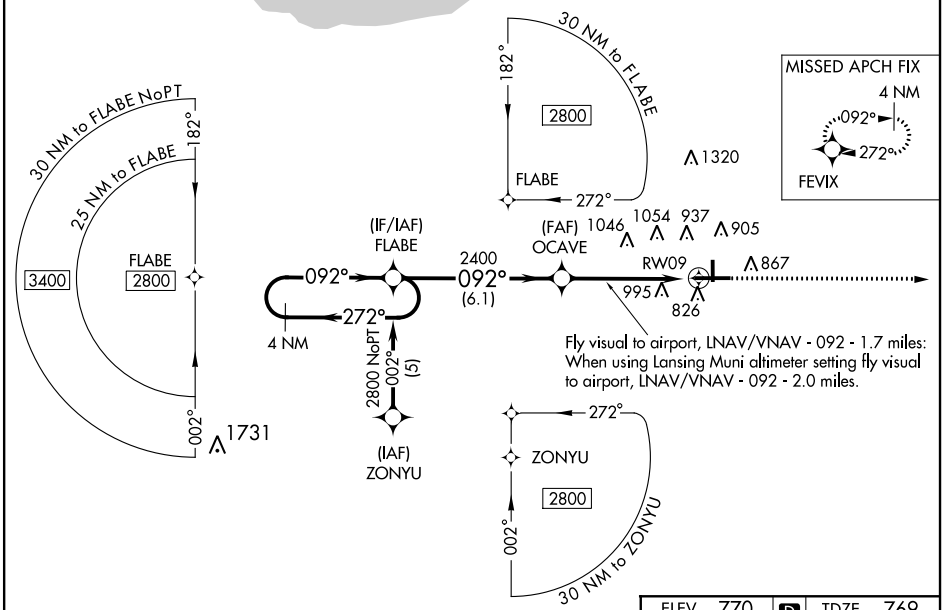 30 NM to FLABE NoPT
182°
25 NM to FLABE
FLABE
3400
2800
002°
1731
30 NM to FLABE
182°
2800
FLABE
272°
1320
MISSED APCH FIX
4 NM
092°
272°
FEVIX
(IF/IAF)
FLABE
092°
272°
4 NM
2400
092°
(6.1)
(FAF)
OCAVE
1046
1054
937
905
RW09
867
995
826
2800 NoPT
002°
(5)
(IAF)
ZONYU
Fly visual to airport, LNAV/VNAV - 092 - 1.7 miles:
When using Lansing Muni altimeter setting fly visual
to airport, LNAV/VNAV - 092 - 2.0 miles.
272°
ZONYU
2800
002°
30 NM to ZONYU
ELEV 770 D TDZE 769